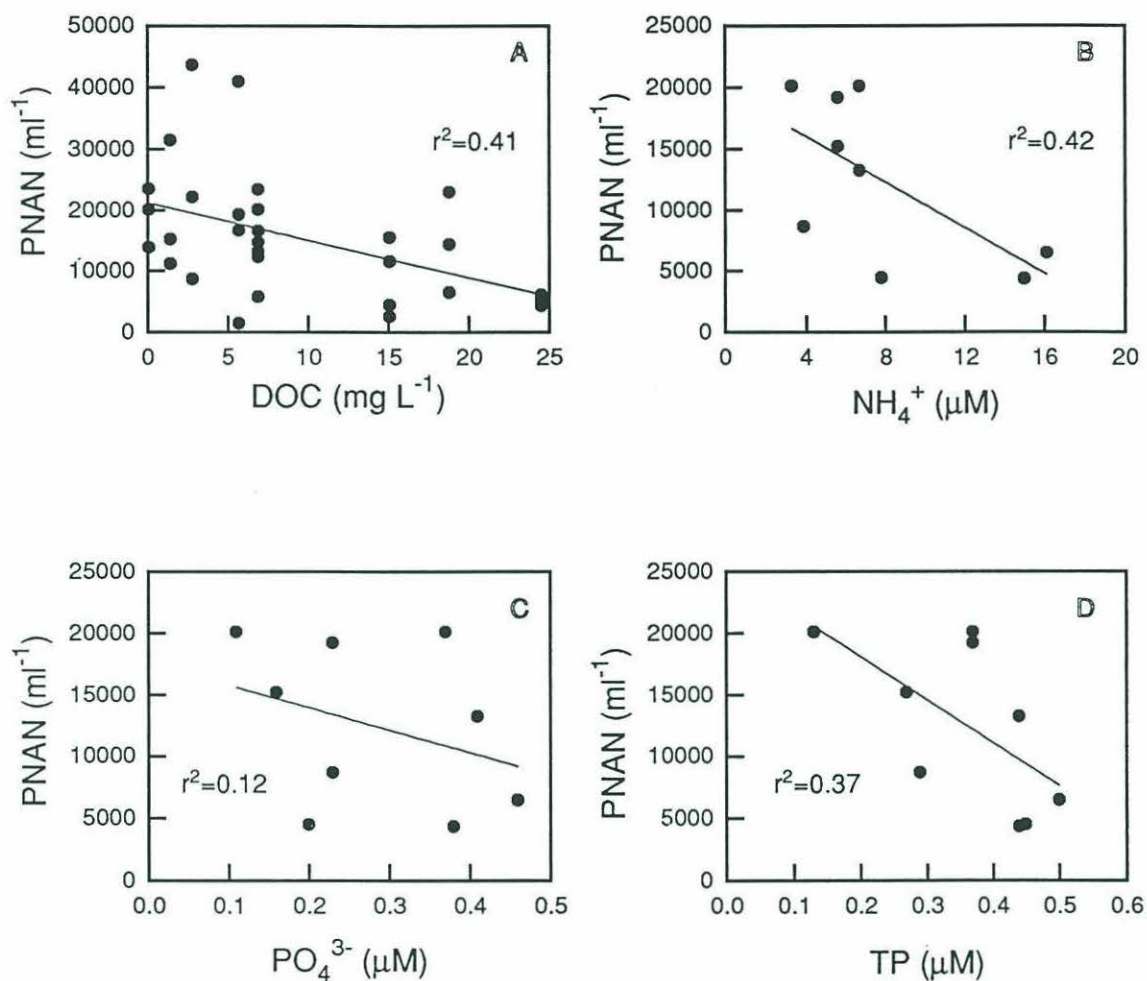 50000
40000
30000
20000
10000
0
PNAN (ml⁻¹)
A
r²=0.41
0 5 10 15 20 25
DOC (mg L⁻¹)
25000
20000
15000
10000
5000
0
PNAN (ml⁻¹)
B
r²=0.42
0 4 8 12 16 20
NH₄⁺ (μM)
25000
20000
15000
10000
5000
0
PNAN (ml⁻¹)
C
r²=0.12
0.0 0.1 0.2 0.3 0.4 0.5
PO₄³⁻ (μM)
25000
20000
15000
10000
5000
0
PNAN (ml⁻¹)
D
r²=0.37
0.0 0.1 0.2 0.3 0.4 0.5 0.6
TP (μM)